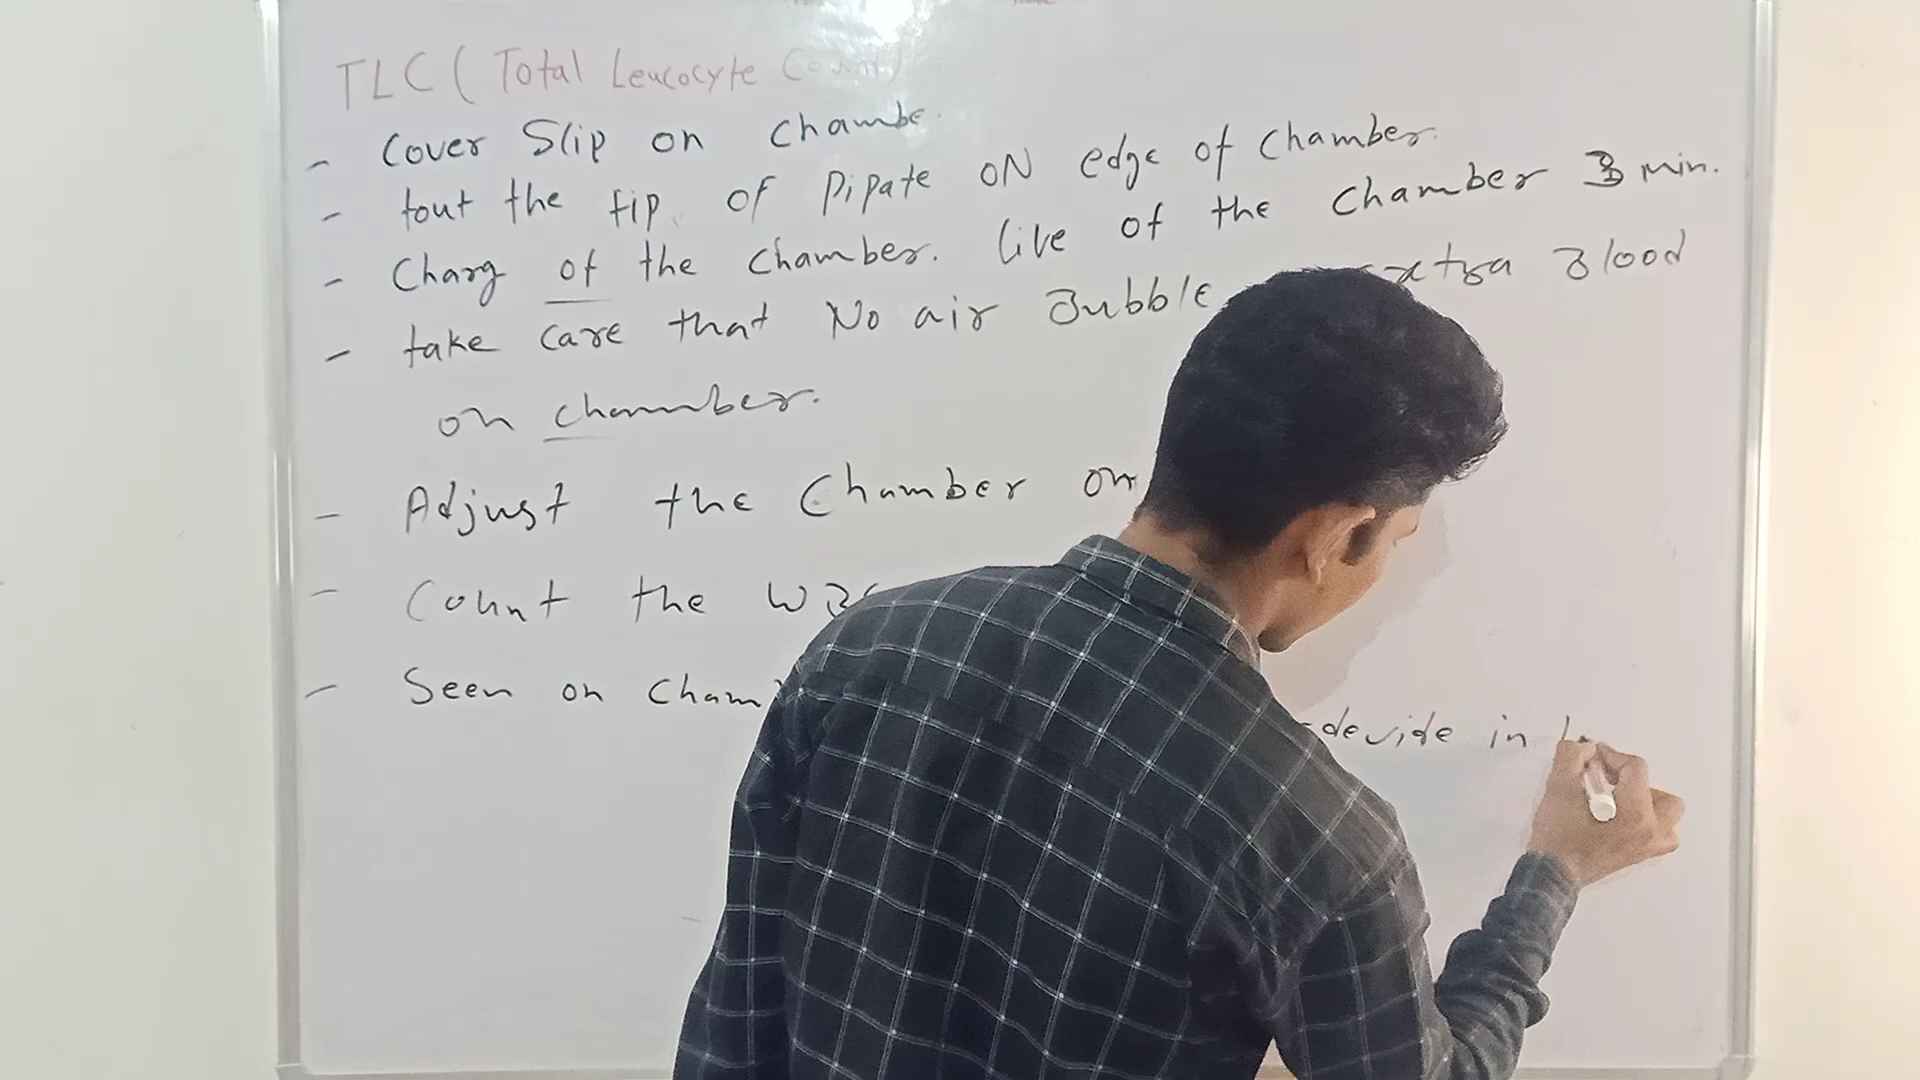 TLC ( Total Leucocyte Count )
- Cover Slip on Chambe.
- tout the tip of Pipate ON edge of Chamber.
- Charg of the Chamber. Live of the Chamber 3 min.
- take care that No air Bubble extra Blood
on chamber.
- Adjust the Chamber on
- Count the WBC
- Seen on Cham devide in